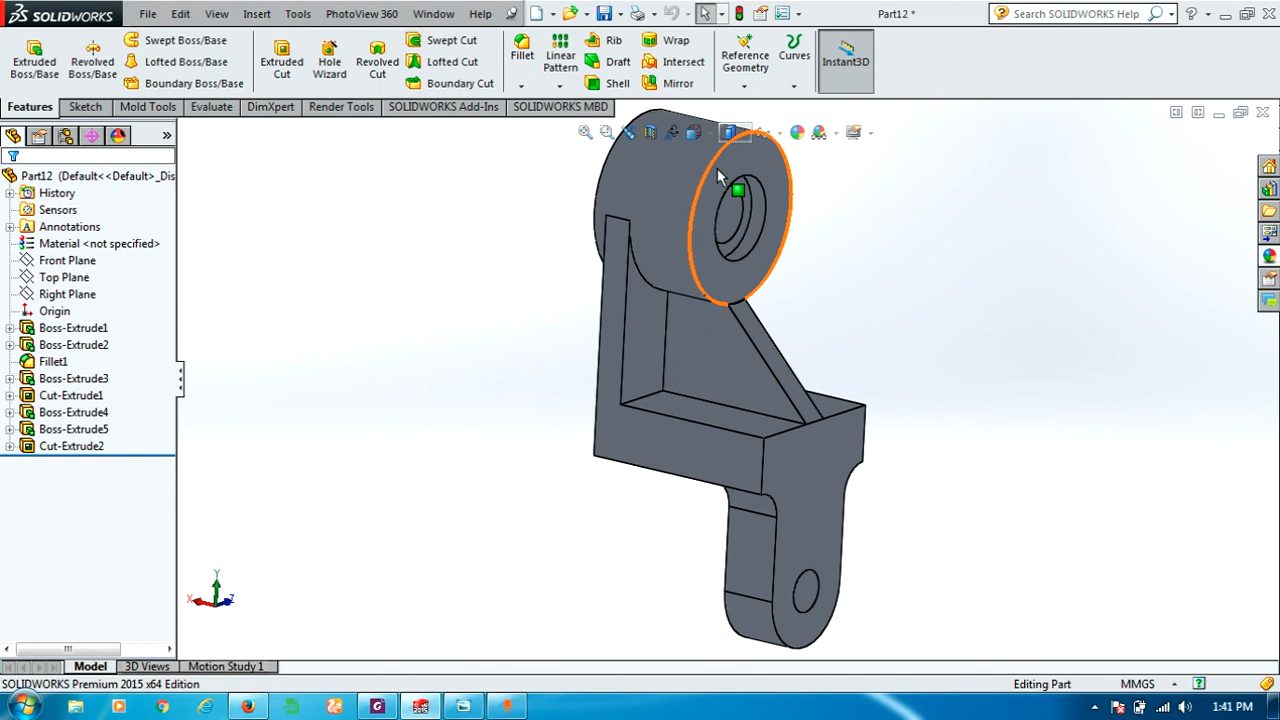 SOLIDWORKS File Edit View Insert Tools PhotoView 360 Window Help Part12 * Search SOLIDWORKS Help
Extruded Boss/Base
Revolved Boss/Base
Swept Boss/Base
Lofted Boss/Base
Boundary Boss/Base
Extruded Cut
Hole Wizard
Revolved Cut
Swept Cut
Lofted Cut
Boundary Cut
Fillet
Linear Pattern
Rib
Draft
Shell
Wrap
Intersect
Mirror
Reference Geometry
Curves
Instant3D
Features Sketch Mold Tools Evaluate DimXpert Render Tools SOLIDWORKS Add-Ins SOLIDWORKS MBD
Part12 (Default<<Default>_Dis
History
Sensors
Annotations
Material <not specified>
Front Plane
Top Plane
Right Plane
Origin
Boss-Extrude1
Boss-Extrude2
Fillet1
Boss-Extrude3
Cut-Extrude1
Boss-Extrude4
Boss-Extrude5
Cut-Extrude2
Y
X Z
Model 3D Views Motion Study 1
SOLIDWORKS Premium 2015 x64 Edition Editing Part MMGS
1:41 PM